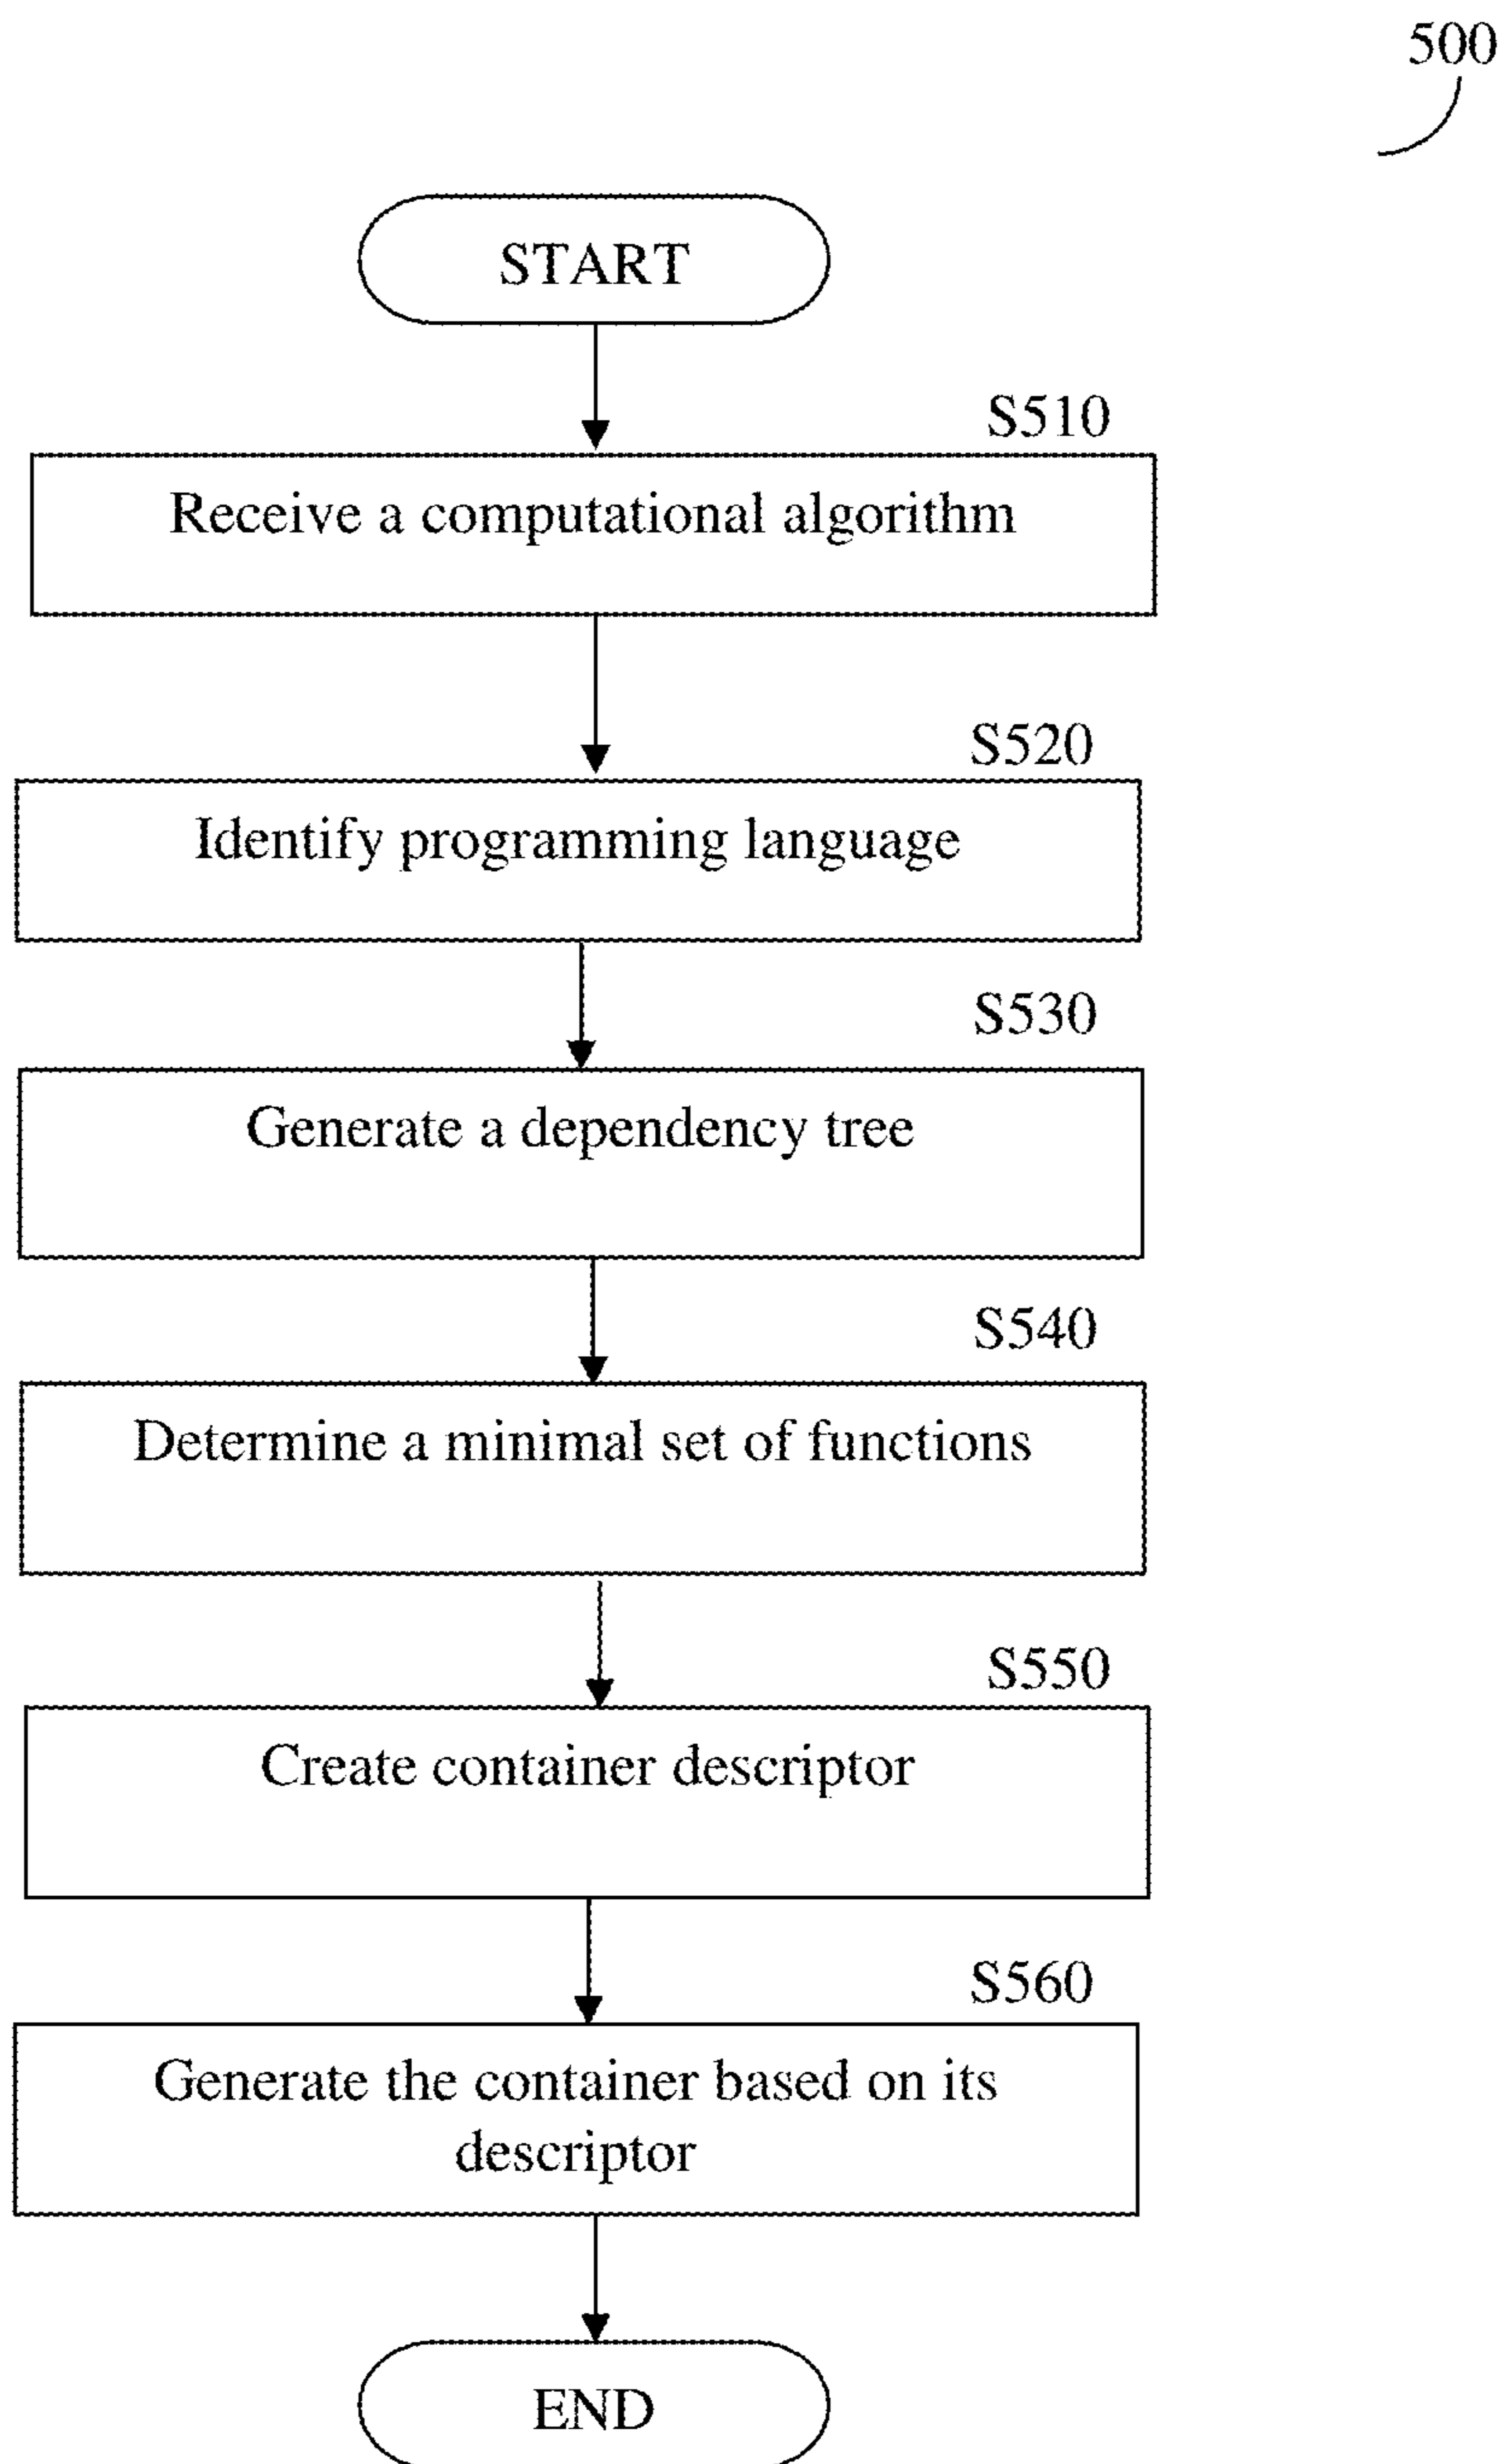 500
START
S510
Receive a computational algorithm
S520
Identify programming language
S530
Generate a dependency tree
S540
Determine a minimal set of functions
S550
Create container descriptor
S560
Generate the container based on its
descriptor
END